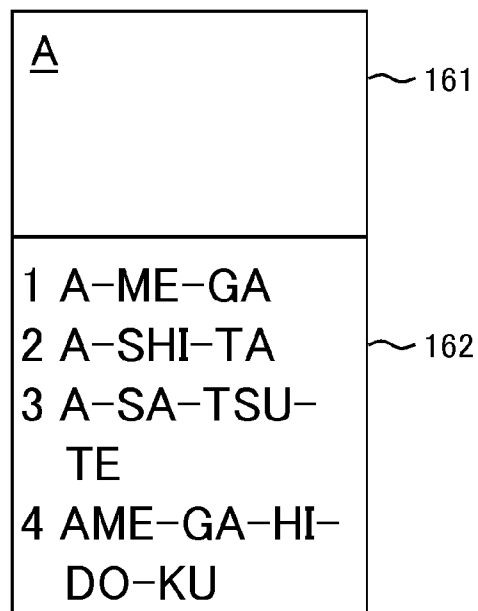 A
161
1 A-ME-GA
2 A-SHI-TA
162
3 A-SA-TSU-
TE
4 AME-GA-HI-
DO-KU